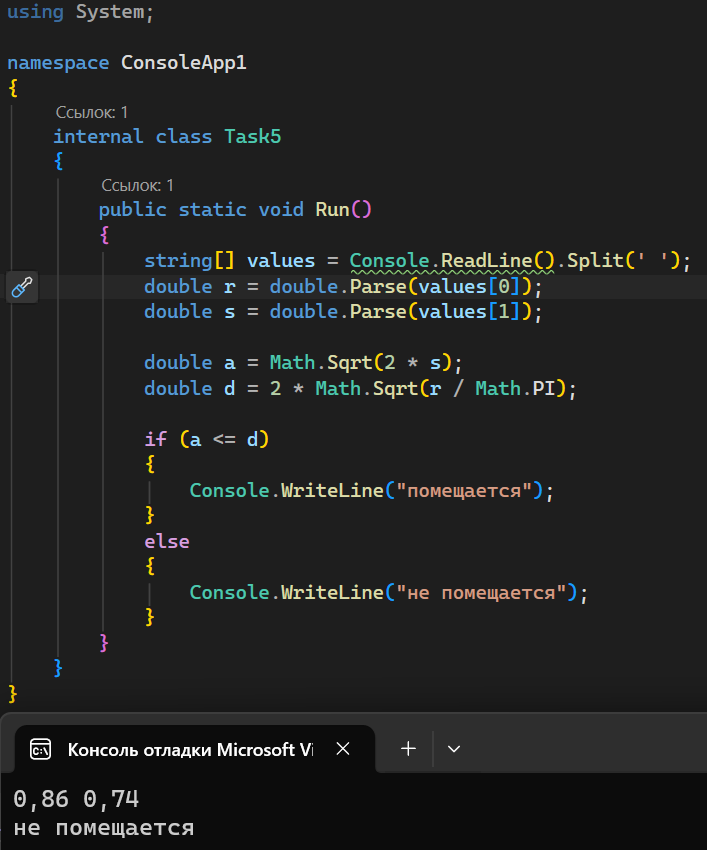 using System;
namespace ConsoleApp1
{
Ссылок: 1
internal class Task5
{
Ссылок: 1
public static void Run()
{
string[] values = Console.ReadLine().Split(' ');
double r = double.Parse(values[0]);
double s = double.Parse(values[1]);
double a = Math.Sqrt(2 * s);
double d = 2 * Math.Sqrt(r / Math.PI);
if (a <= d)
{
Console.WriteLine("помещается");
}
else
{
Console.WriteLine("не помещается");
}
}
}
}
Консоль отладки Microsoft Vi
0,86 0,74
не помещается